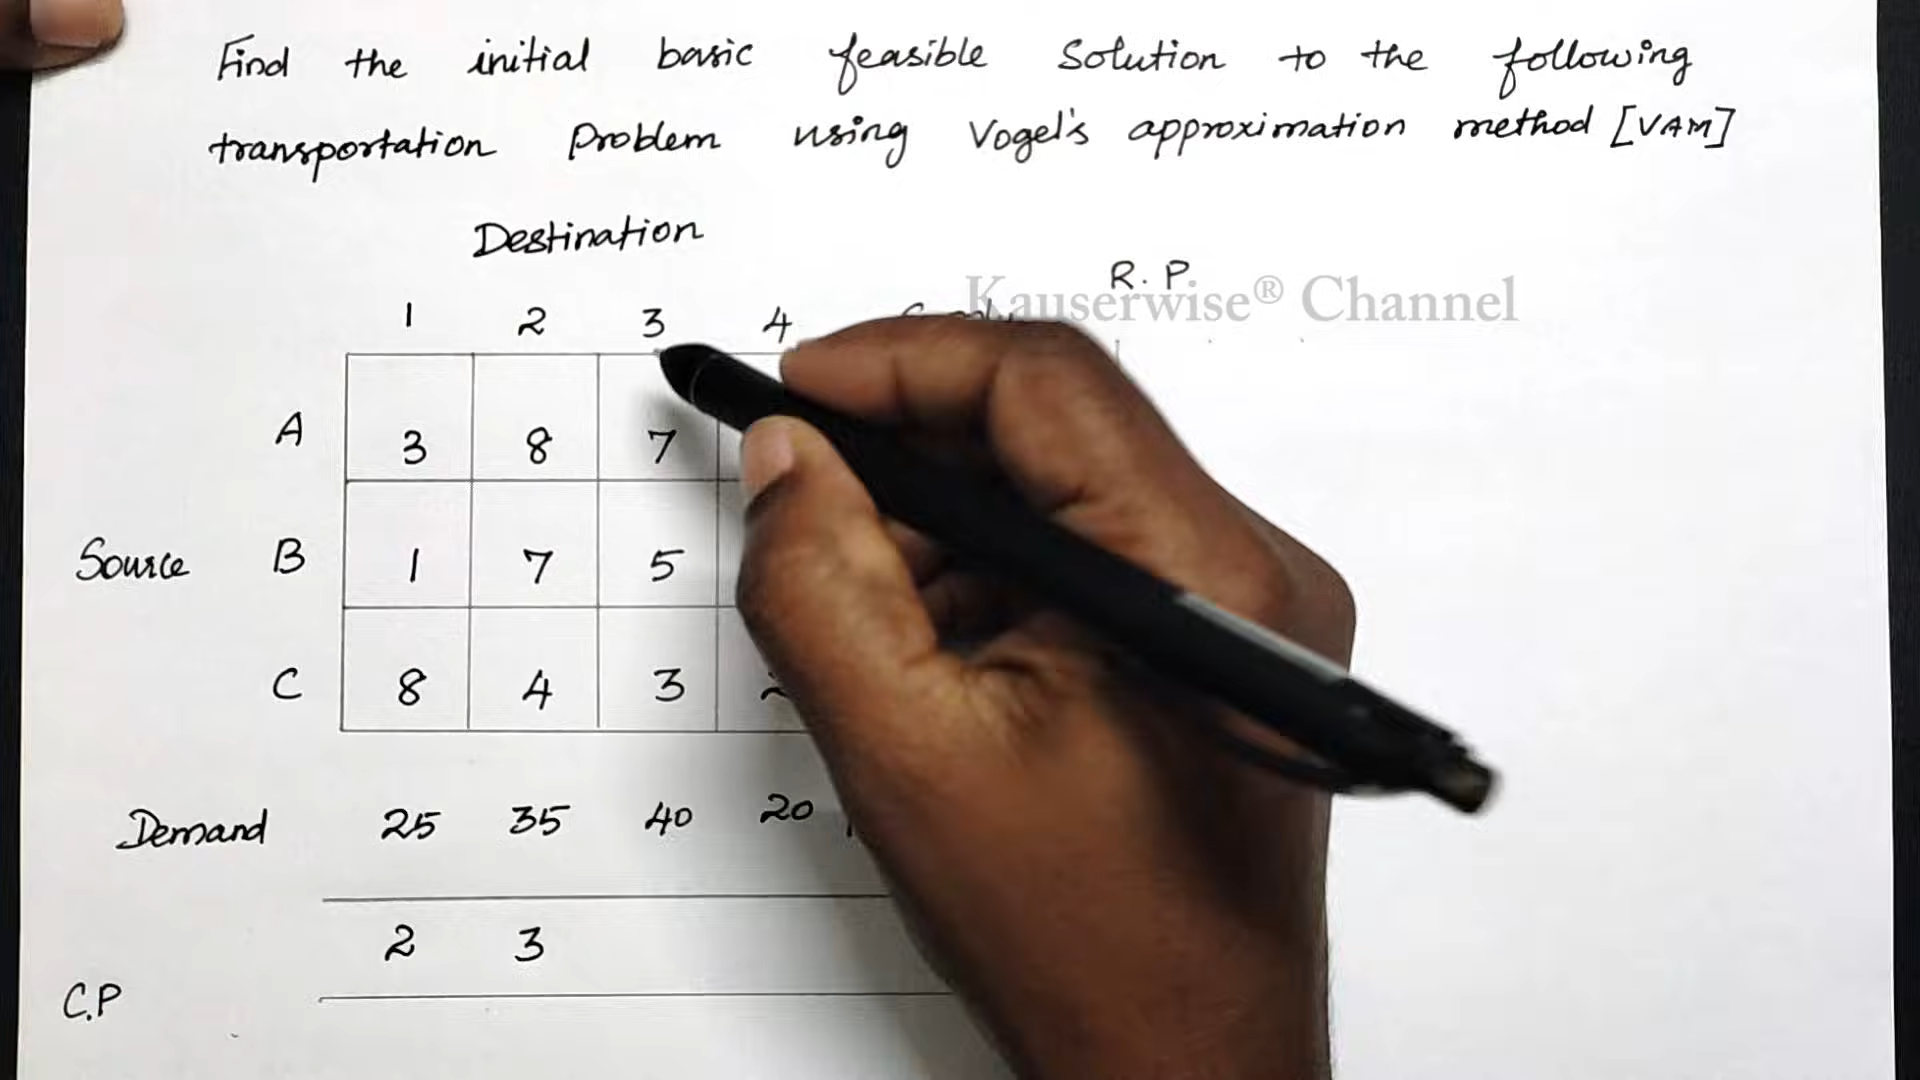 Find the initial basic feasible Solution to the following
transportation Problem using Vogel's approximation method [VAM]
Destination
R. P.
Kauserwise® Channel
1 2 3 4
A 3 8 7
Source B 1 7 5
C 8 4 3
Demand 25 35 40 20
2 3
C.P